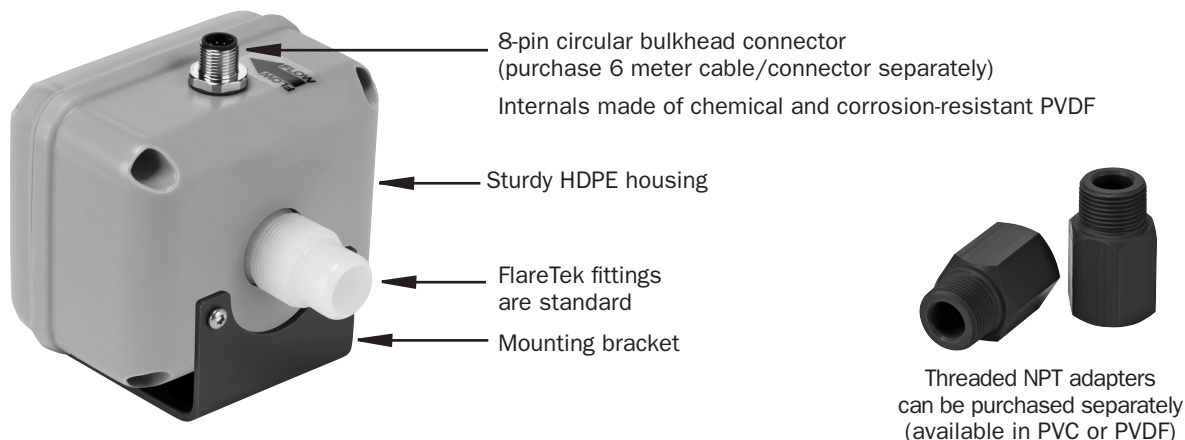 8-pin circular bulkhead connector
(purchase 6 meter cable/connector separately)
Internals made of chemical and corrosion-resistant PVDF
FLOW
FLOW
Sturdy HDPE housing
FlareTek fittings
are standard
Mounting bracket
Threaded NPT adapters
can be purchased separately
(available in PVC or PVDF)